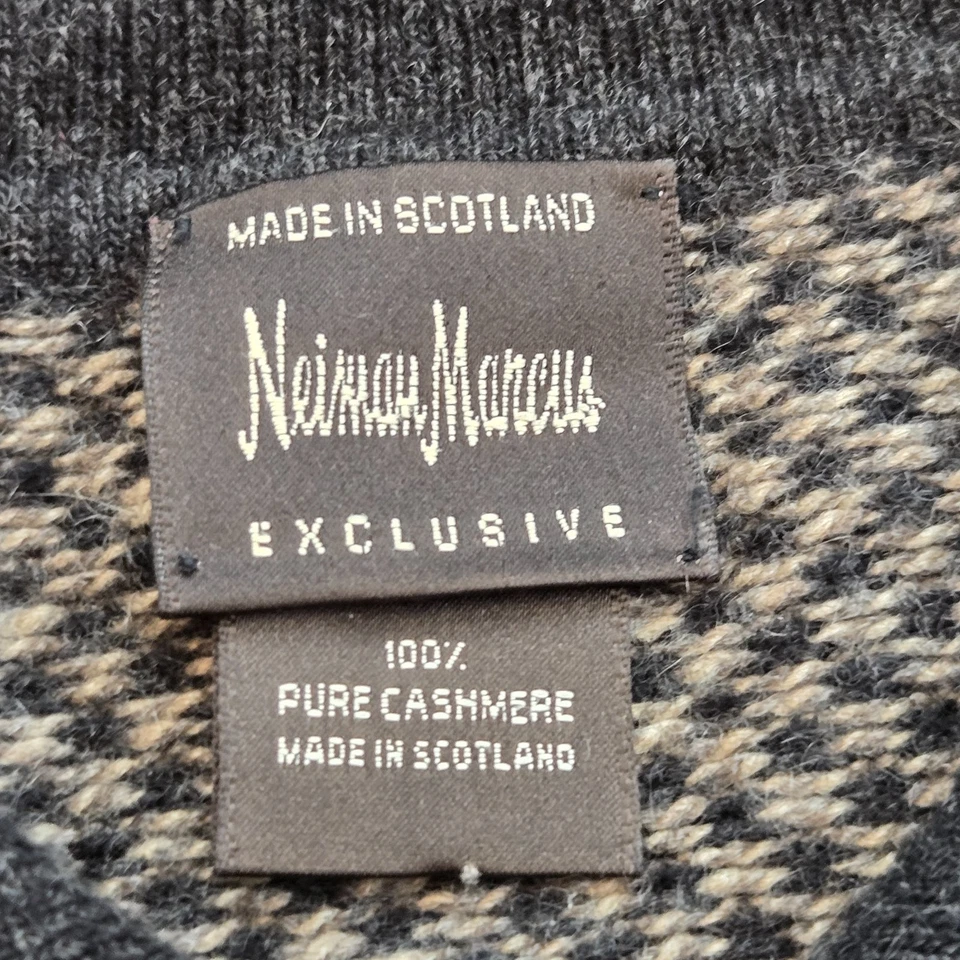 MADE IN SCOTLAND
Neiman Marcus
EXCLUSIVE
100%
PURE CASHMERE
MADE IN SCOTLAND